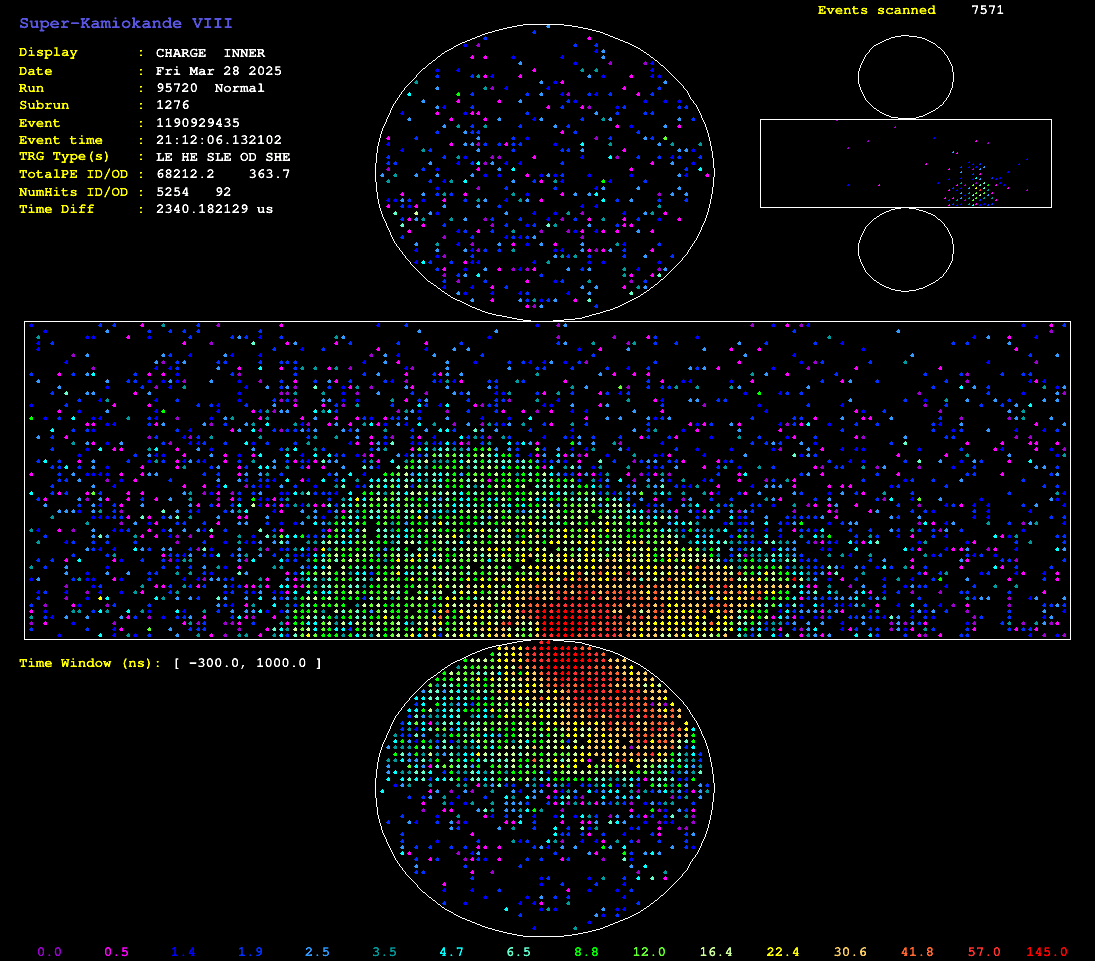 Super-Kamiokande VIII
Events scanned 7571
Display : CHARGE INNER
Date : Fri Mar 28 2025
Run : 95720 Normal
Subrun : 1276
Event : 1190929435
Event time : 21:12:06.132102
TRG Type(s) : LE HE SLE OD SHE
TotalPE ID/OD : 68212.2 363.7
NumHits ID/OD : 5254 92
Time Diff : 2340.182129 us
Time Window (ns): [ -300.0, 1000.0 ]
0.0 0.5 1.4 1.9 2.5 3.5 4.7 6.5 8.8 12.0 16.4 22.4 30.6 41.8 57.0 145.0